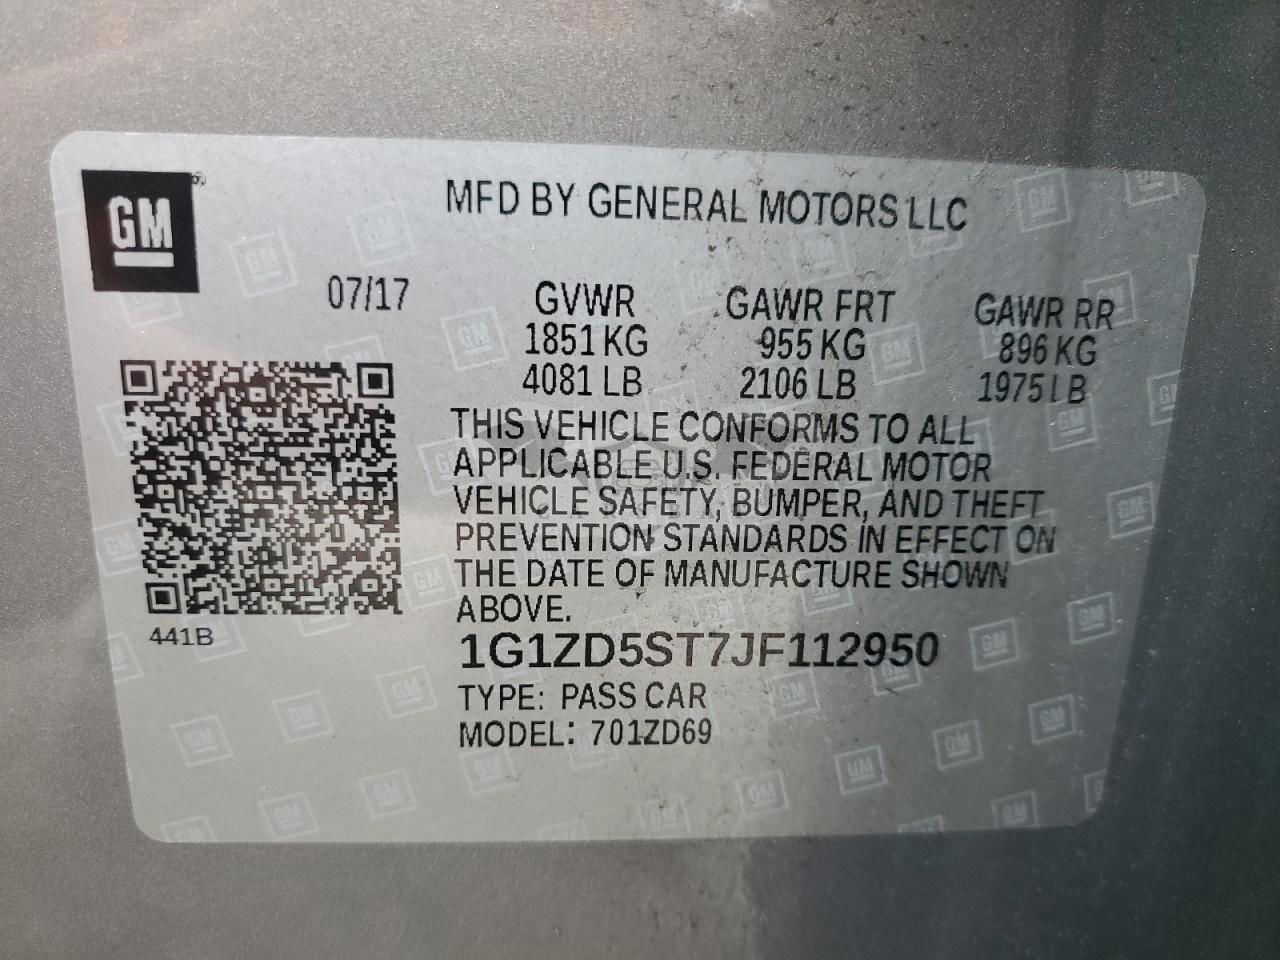 GM
MFD BY GENERAL MOTORS LLC
07/17
GVWR GAWR FRT GAWR RR
1851 KG 955 KG 896 KG
4081 LB 2106 LB 1975 LB
THIS VEHICLE CONFORMS TO ALL
APPLICABLE U.S. FEDERAL MOTOR
VEHICLE SAFETY, BUMPER, AND THEFT
PREVENTION STANDARDS IN EFFECT ON
THE DATE OF MANUFACTURE SHOWN
ABOVE.
441B
1G1ZD5ST7JF112950
TYPE: PASS CAR
MODEL: 701ZD69